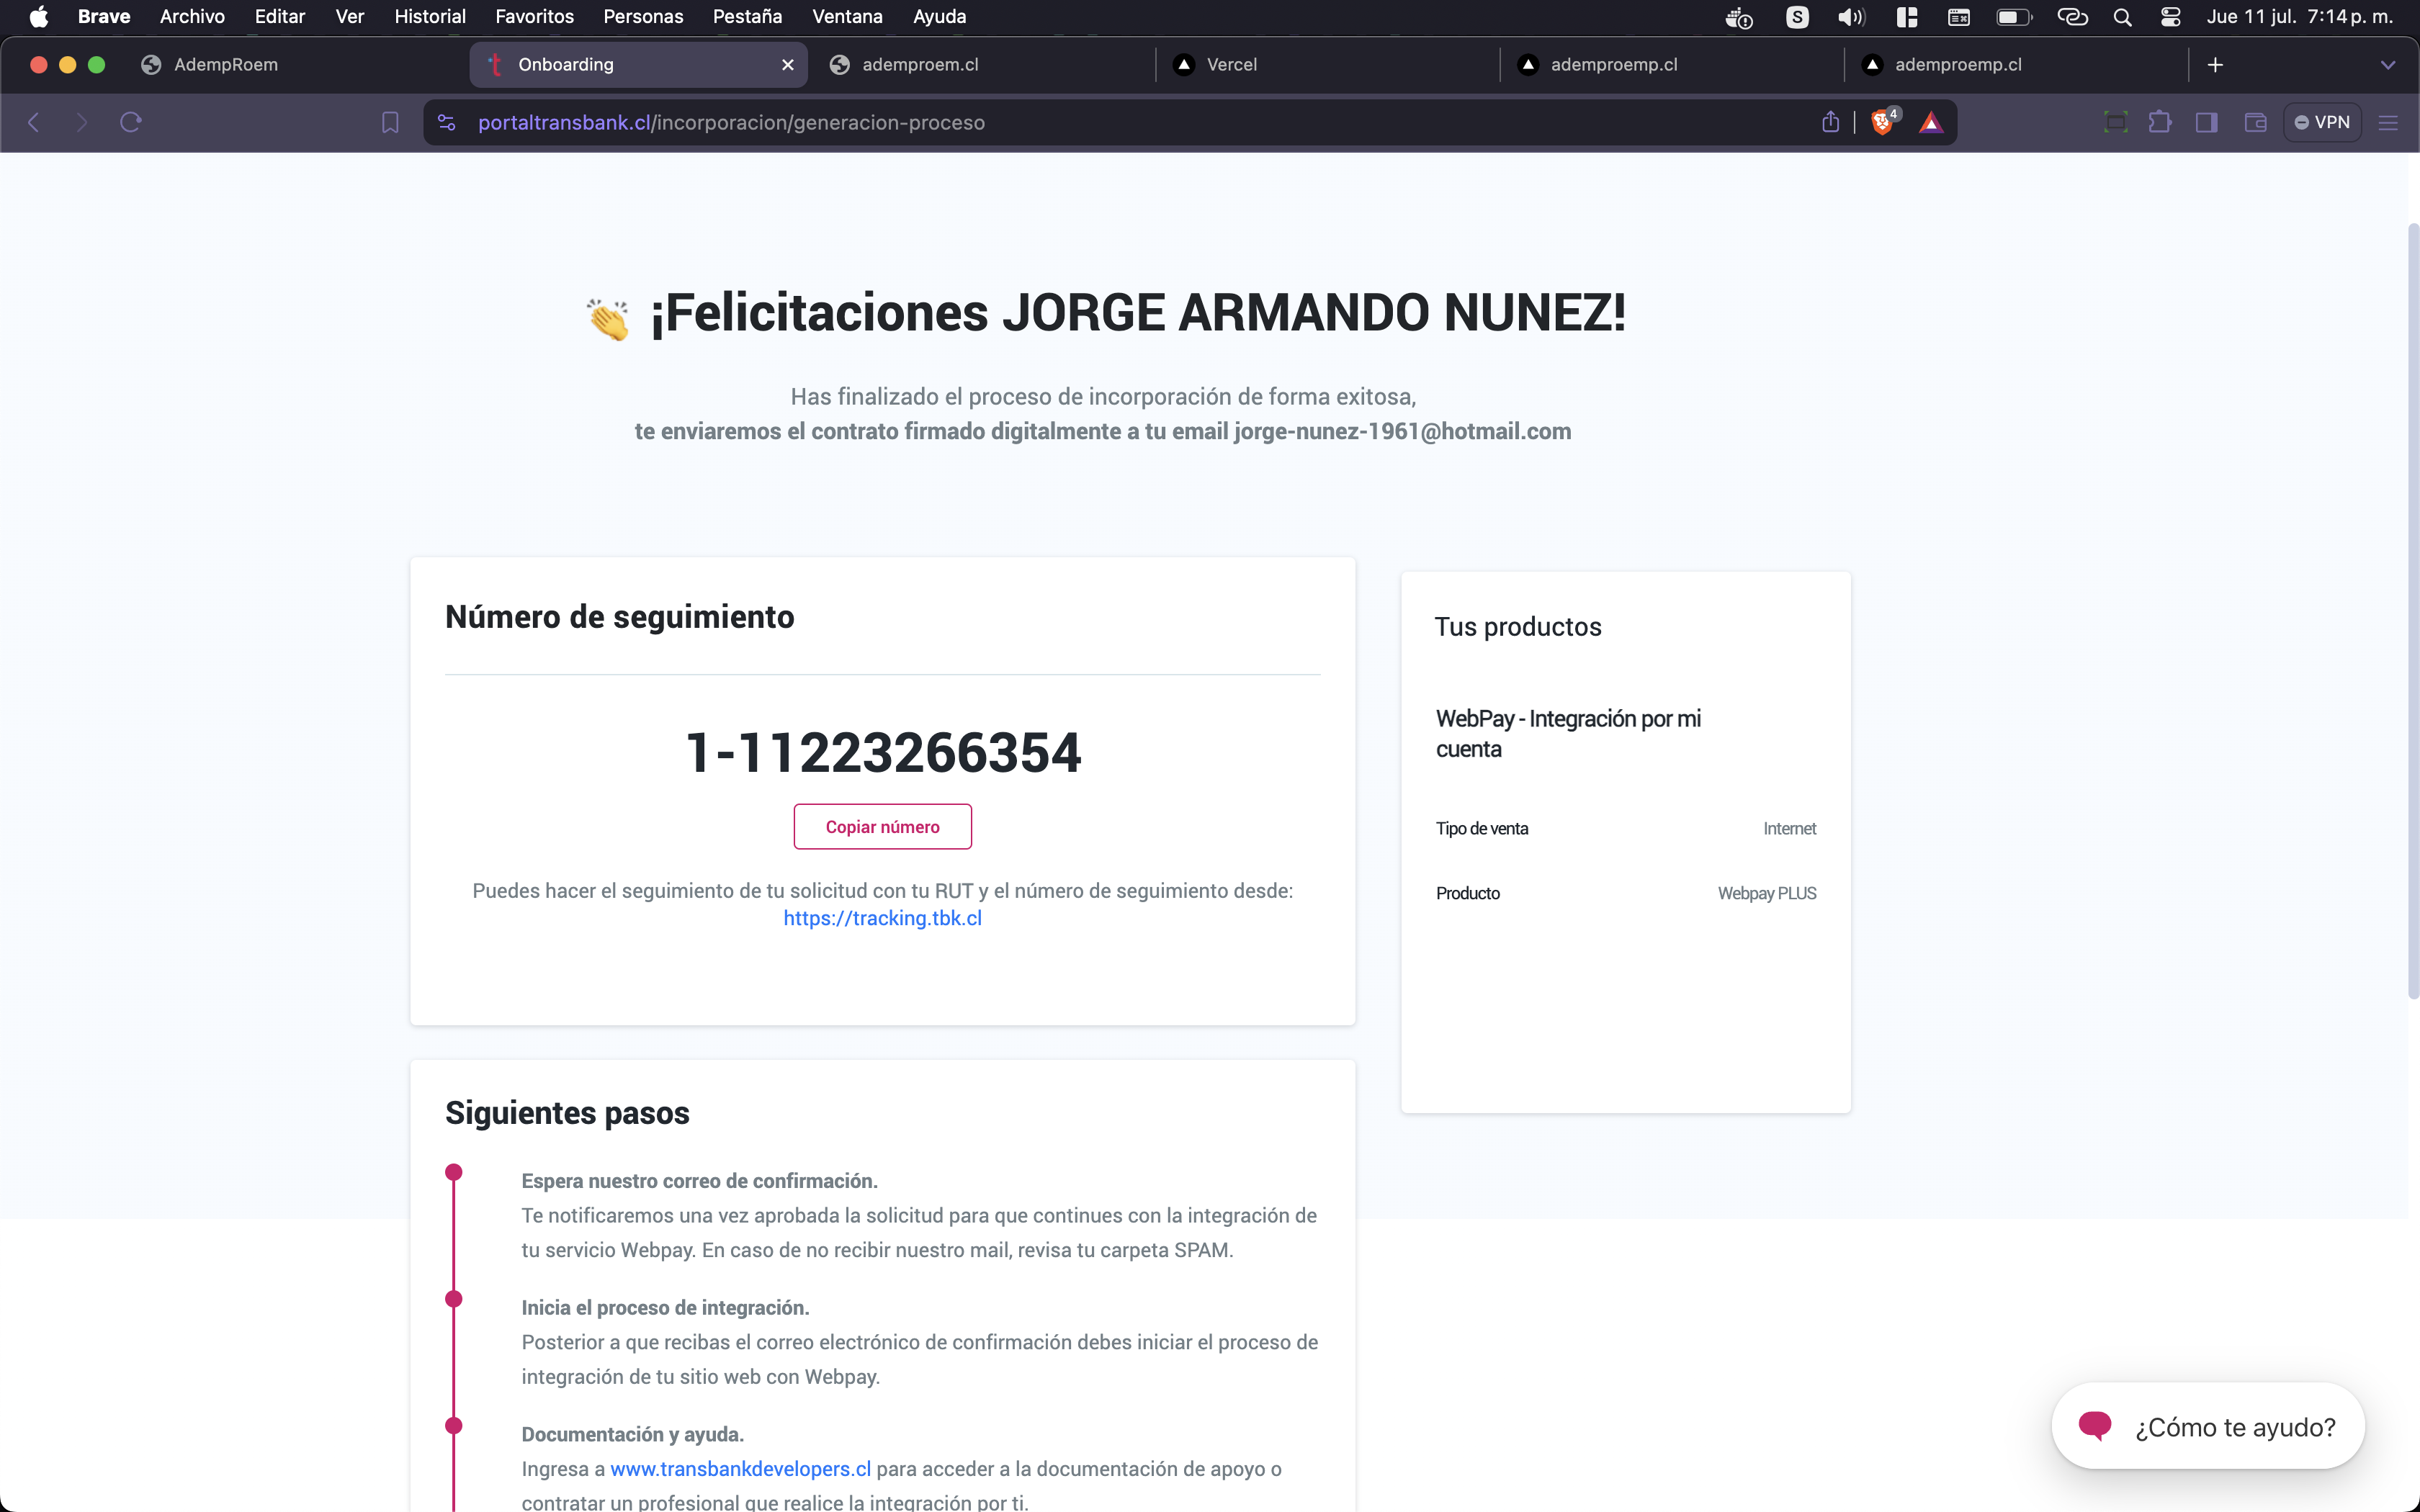 Brave Archivo Editar Ver Historial Favoritos Personas Pestaña Ventana Ayuda S Jue 11 jul. 7:14 p. m.
AdempRoem Onboarding ademproem.cl Vercel ademproemp.cl ademproemp.cl
portaltransbank.cl/incorporacion/generacion-proceso 4 VPN
¡Felicitaciones JORGE ARMANDO NUNEZ!
Has finalizado el proceso de incorporación de forma exitosa,
te enviaremos el contrato firmado digitalmente a tu email jorge-nunez-1961@hotmail.com
Número de seguimiento
1-11223266354
Copiar número
Puedes hacer el seguimiento de tu solicitud con tu RUT y el número de seguimiento desde:
https://tracking.tbk.cl
Tus productos
WebPay - Integración por mi
cuenta
Tipo de venta Internet
Producto Webpay PLUS
Siguientes pasos
Espera nuestro correo de confirmación.
Te notificaremos una vez aprobada la solicitud para que continues con la integración de
tu servicio Webpay. En caso de no recibir nuestro mail, revisa tu carpeta SPAM.
Inicia el proceso de integración.
Posterior a que recibas el correo electrónico de confirmación debes iniciar el proceso de
integración de tu sitio web con Webpay.
Documentación y ayuda.
Ingresa a www.transbankdevelopers.cl para acceder a la documentación de apoyo o
contratar un profesional que realice la integración por ti.
¿Cómo te ayudo?